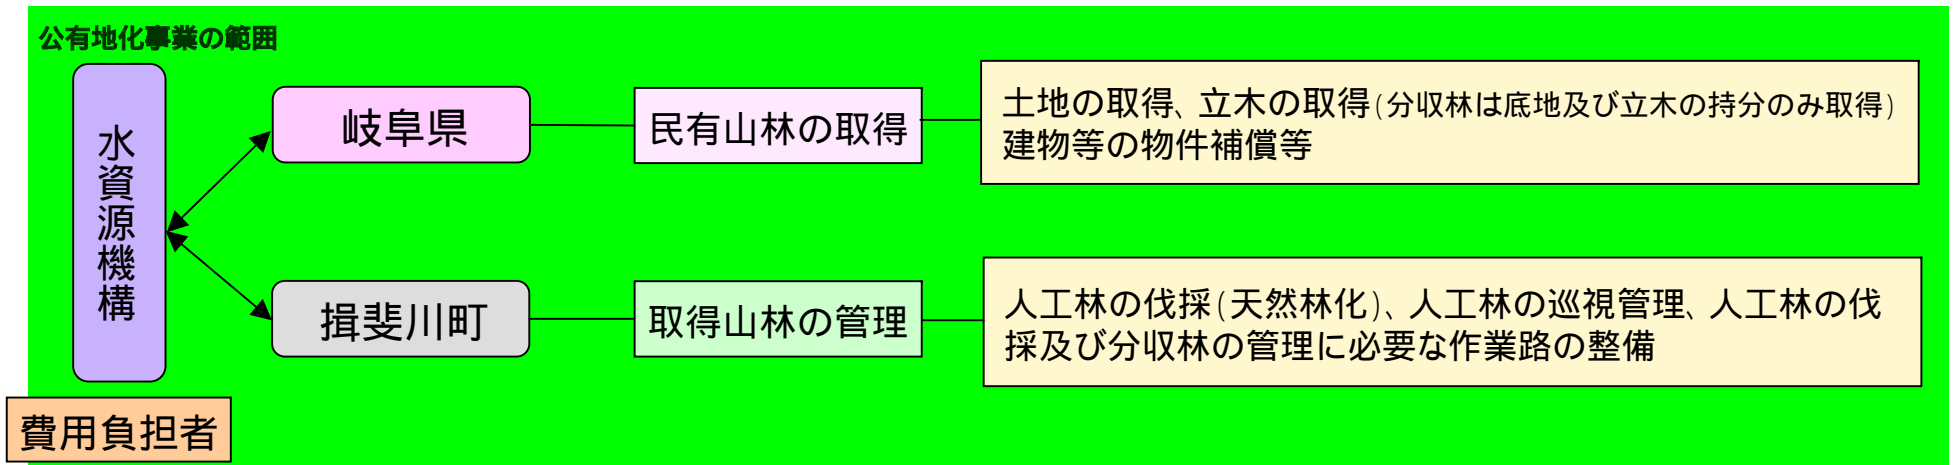 公有地化事業の範囲
水資源機構
岐阜県
民有山林の取得
土地の取得、立木の取得(分収林は底地及び立木の持分のみ取得)
建物等の物件補償等
揖斐川町
取得山林の管理
人工林の伐採(天然林化)、人工林の巡視管理、人工林の伐
採及び分収林の管理に必要な作業路の整備
費用負担者